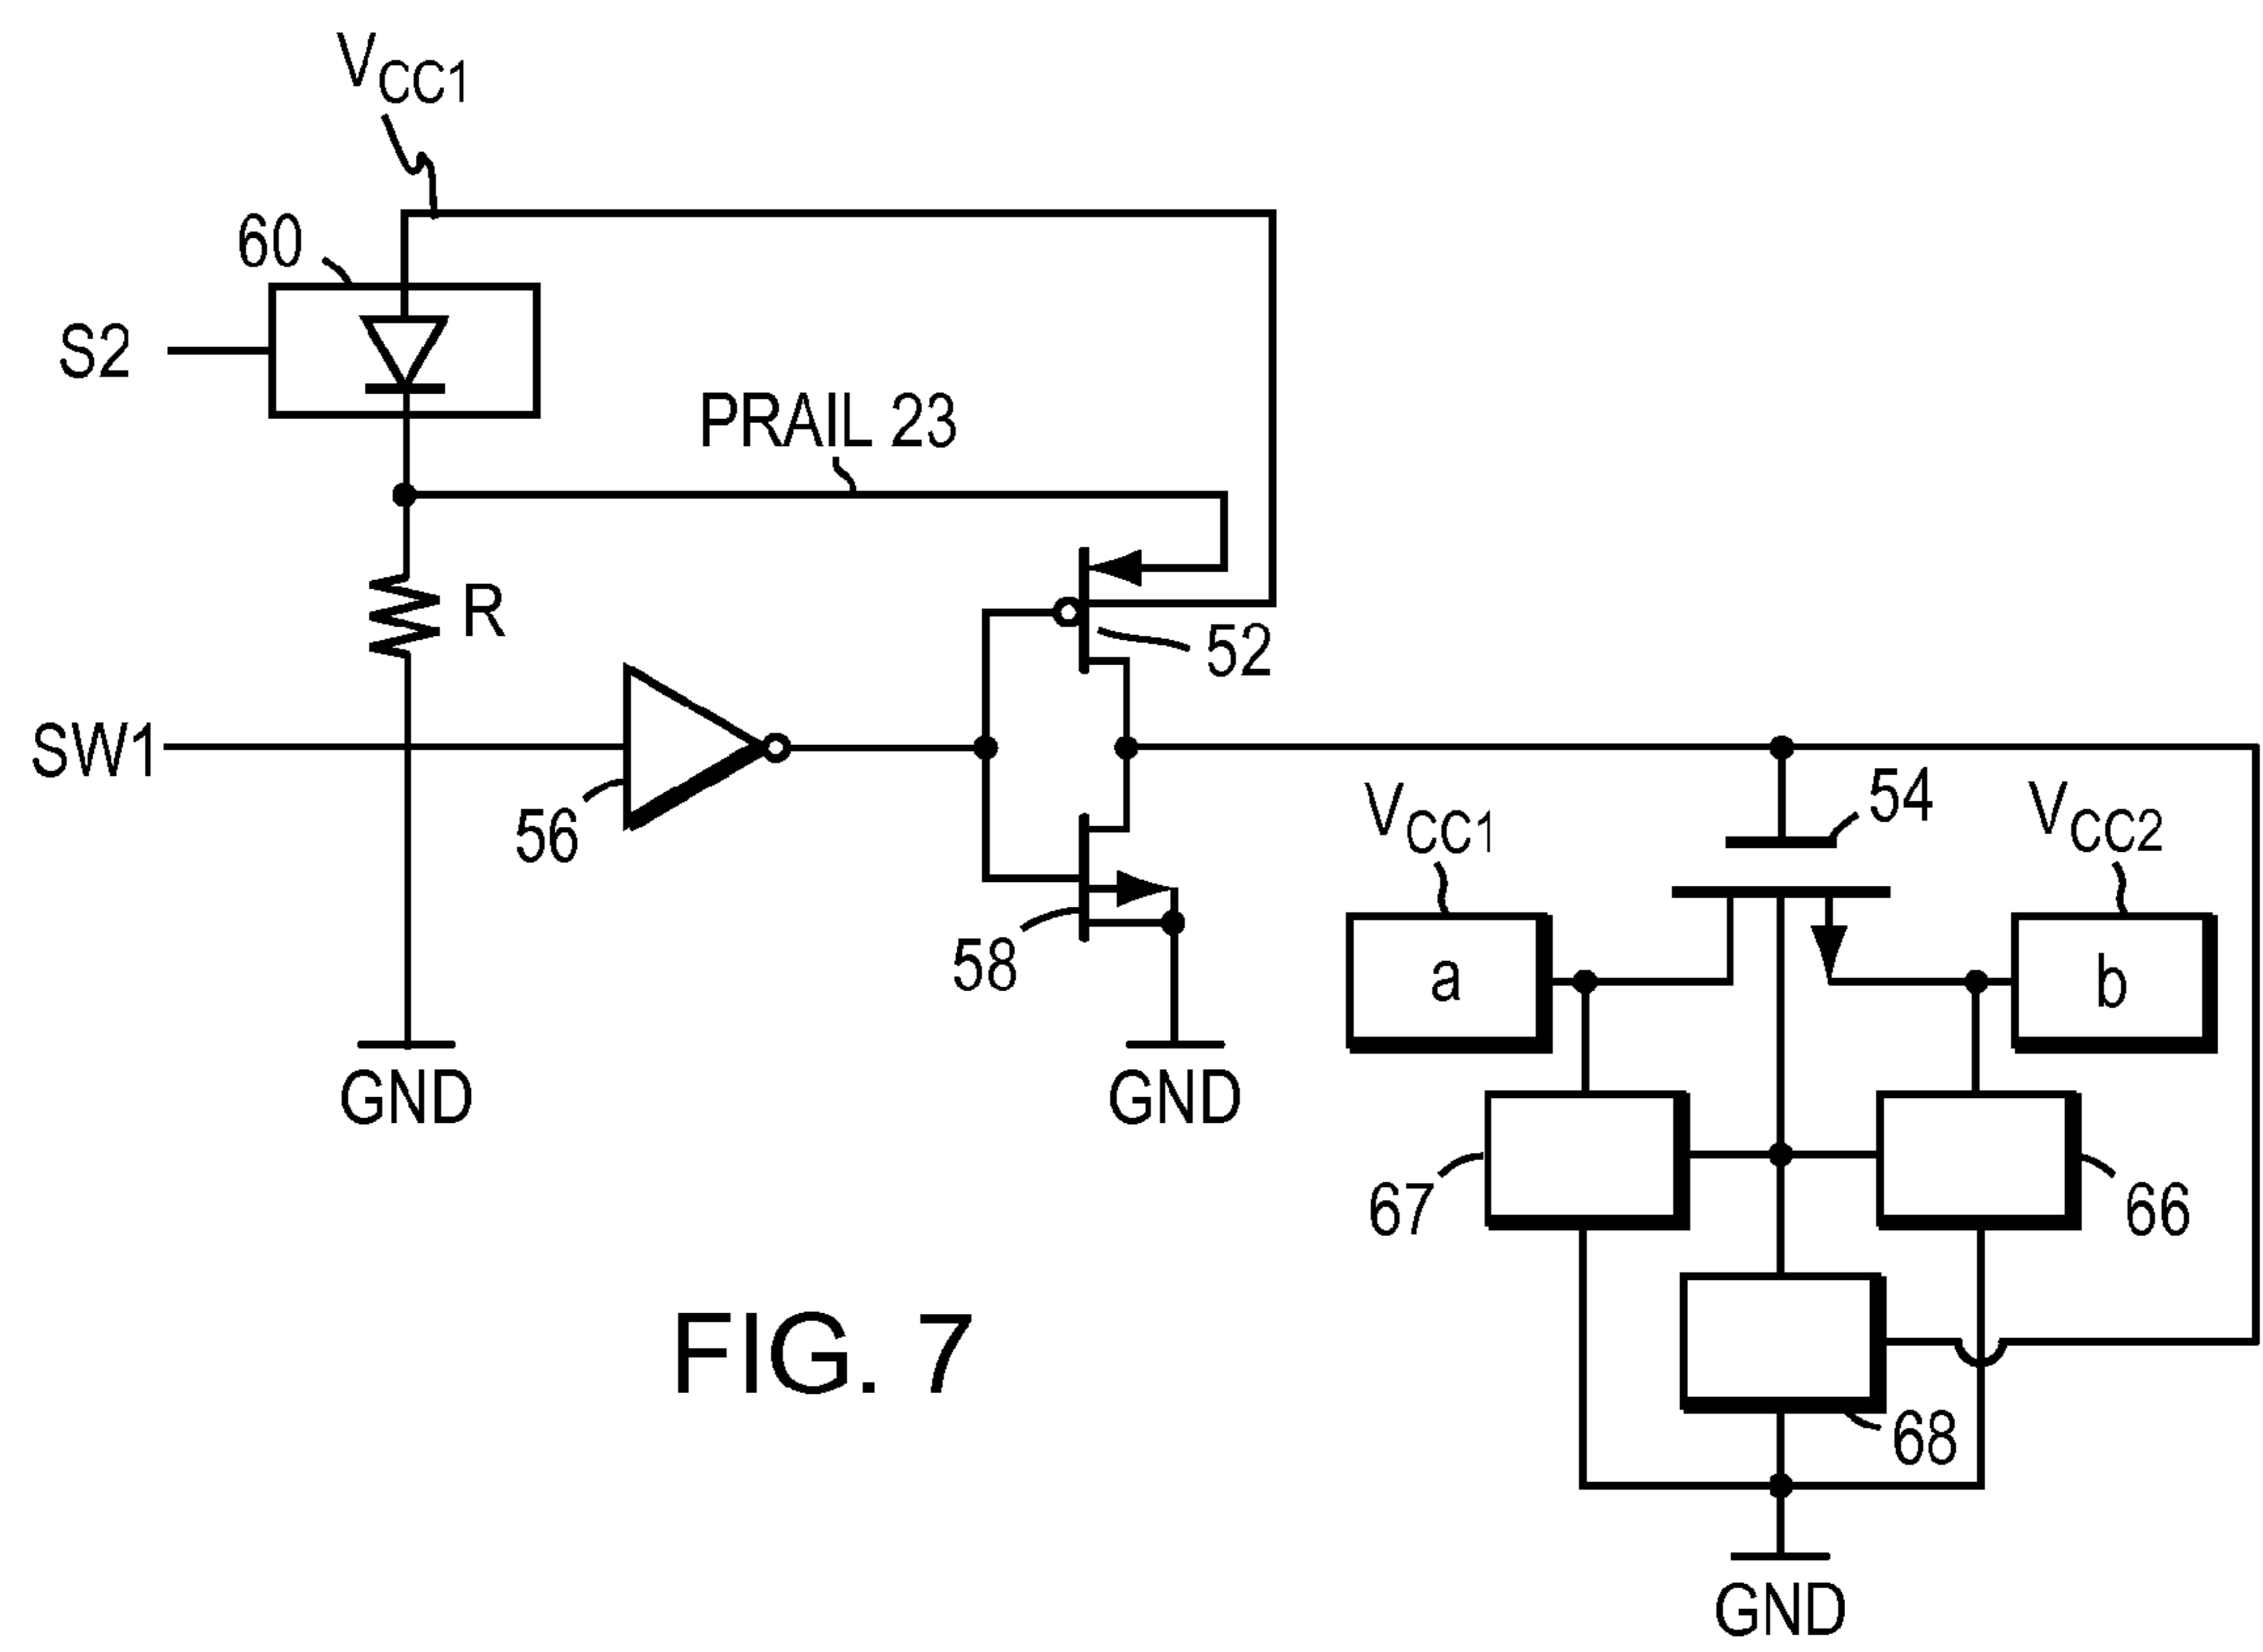 VCC1
60
S2
PRAIL 23
R
52
SW1
56
VCC1
54
VCC2
58
a
b
GND
GND
67
66
FIG. 7
68
GND